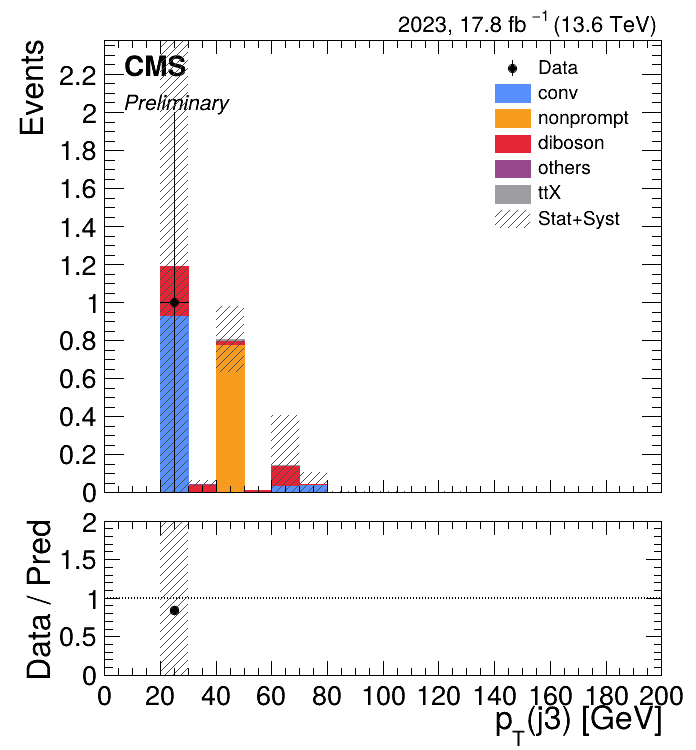 2023, 17.8 fb⁻¹ (13.6 TeV)
CMS
Preliminary
Data
conv
nonprompt
diboson
others
ttX
Stat+Syst
Events
2.2
2
1.8
1.6
1.4
1.2
1
0.8
0.6
0.4
0.2
0
Data / Pred
2
1.5
1
0.5
0
0 20 40 60 80 100 120 140 160 180 200
p_T(j3) [GeV]